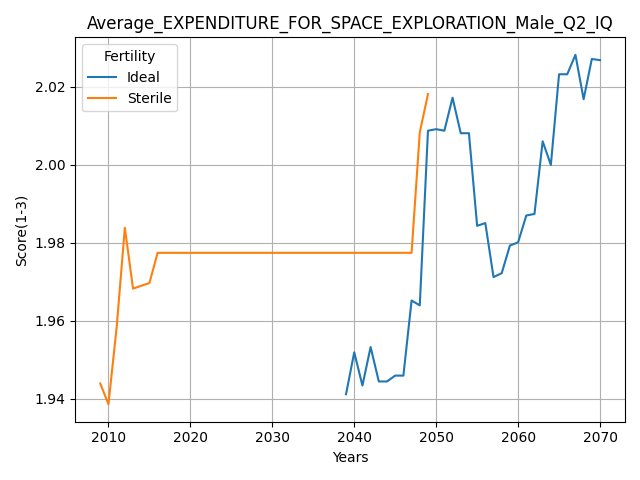 Average_EXPENDITURE_FOR_SPACE_EXPLORATION_Male_Q2_IQ
Fertility
Ideal
Sterile
Score(1-3)
2.02
2.00
1.98
1.96
1.94
2010 2020 2030 2040 2050 2060 2070
Years